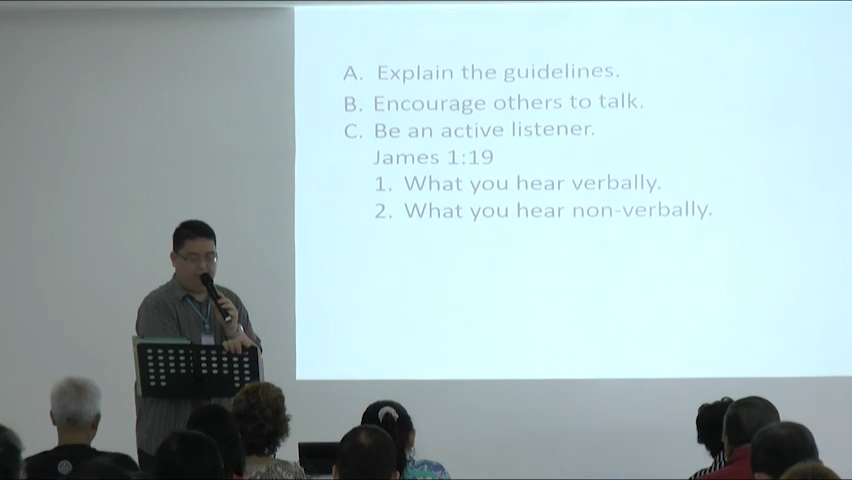 A. Explain the guidelines.
B. Encourage others to talk.
C. Be an active listener.
James 1:19
1. What you hear verbally.
2. What you hear non-verbally.